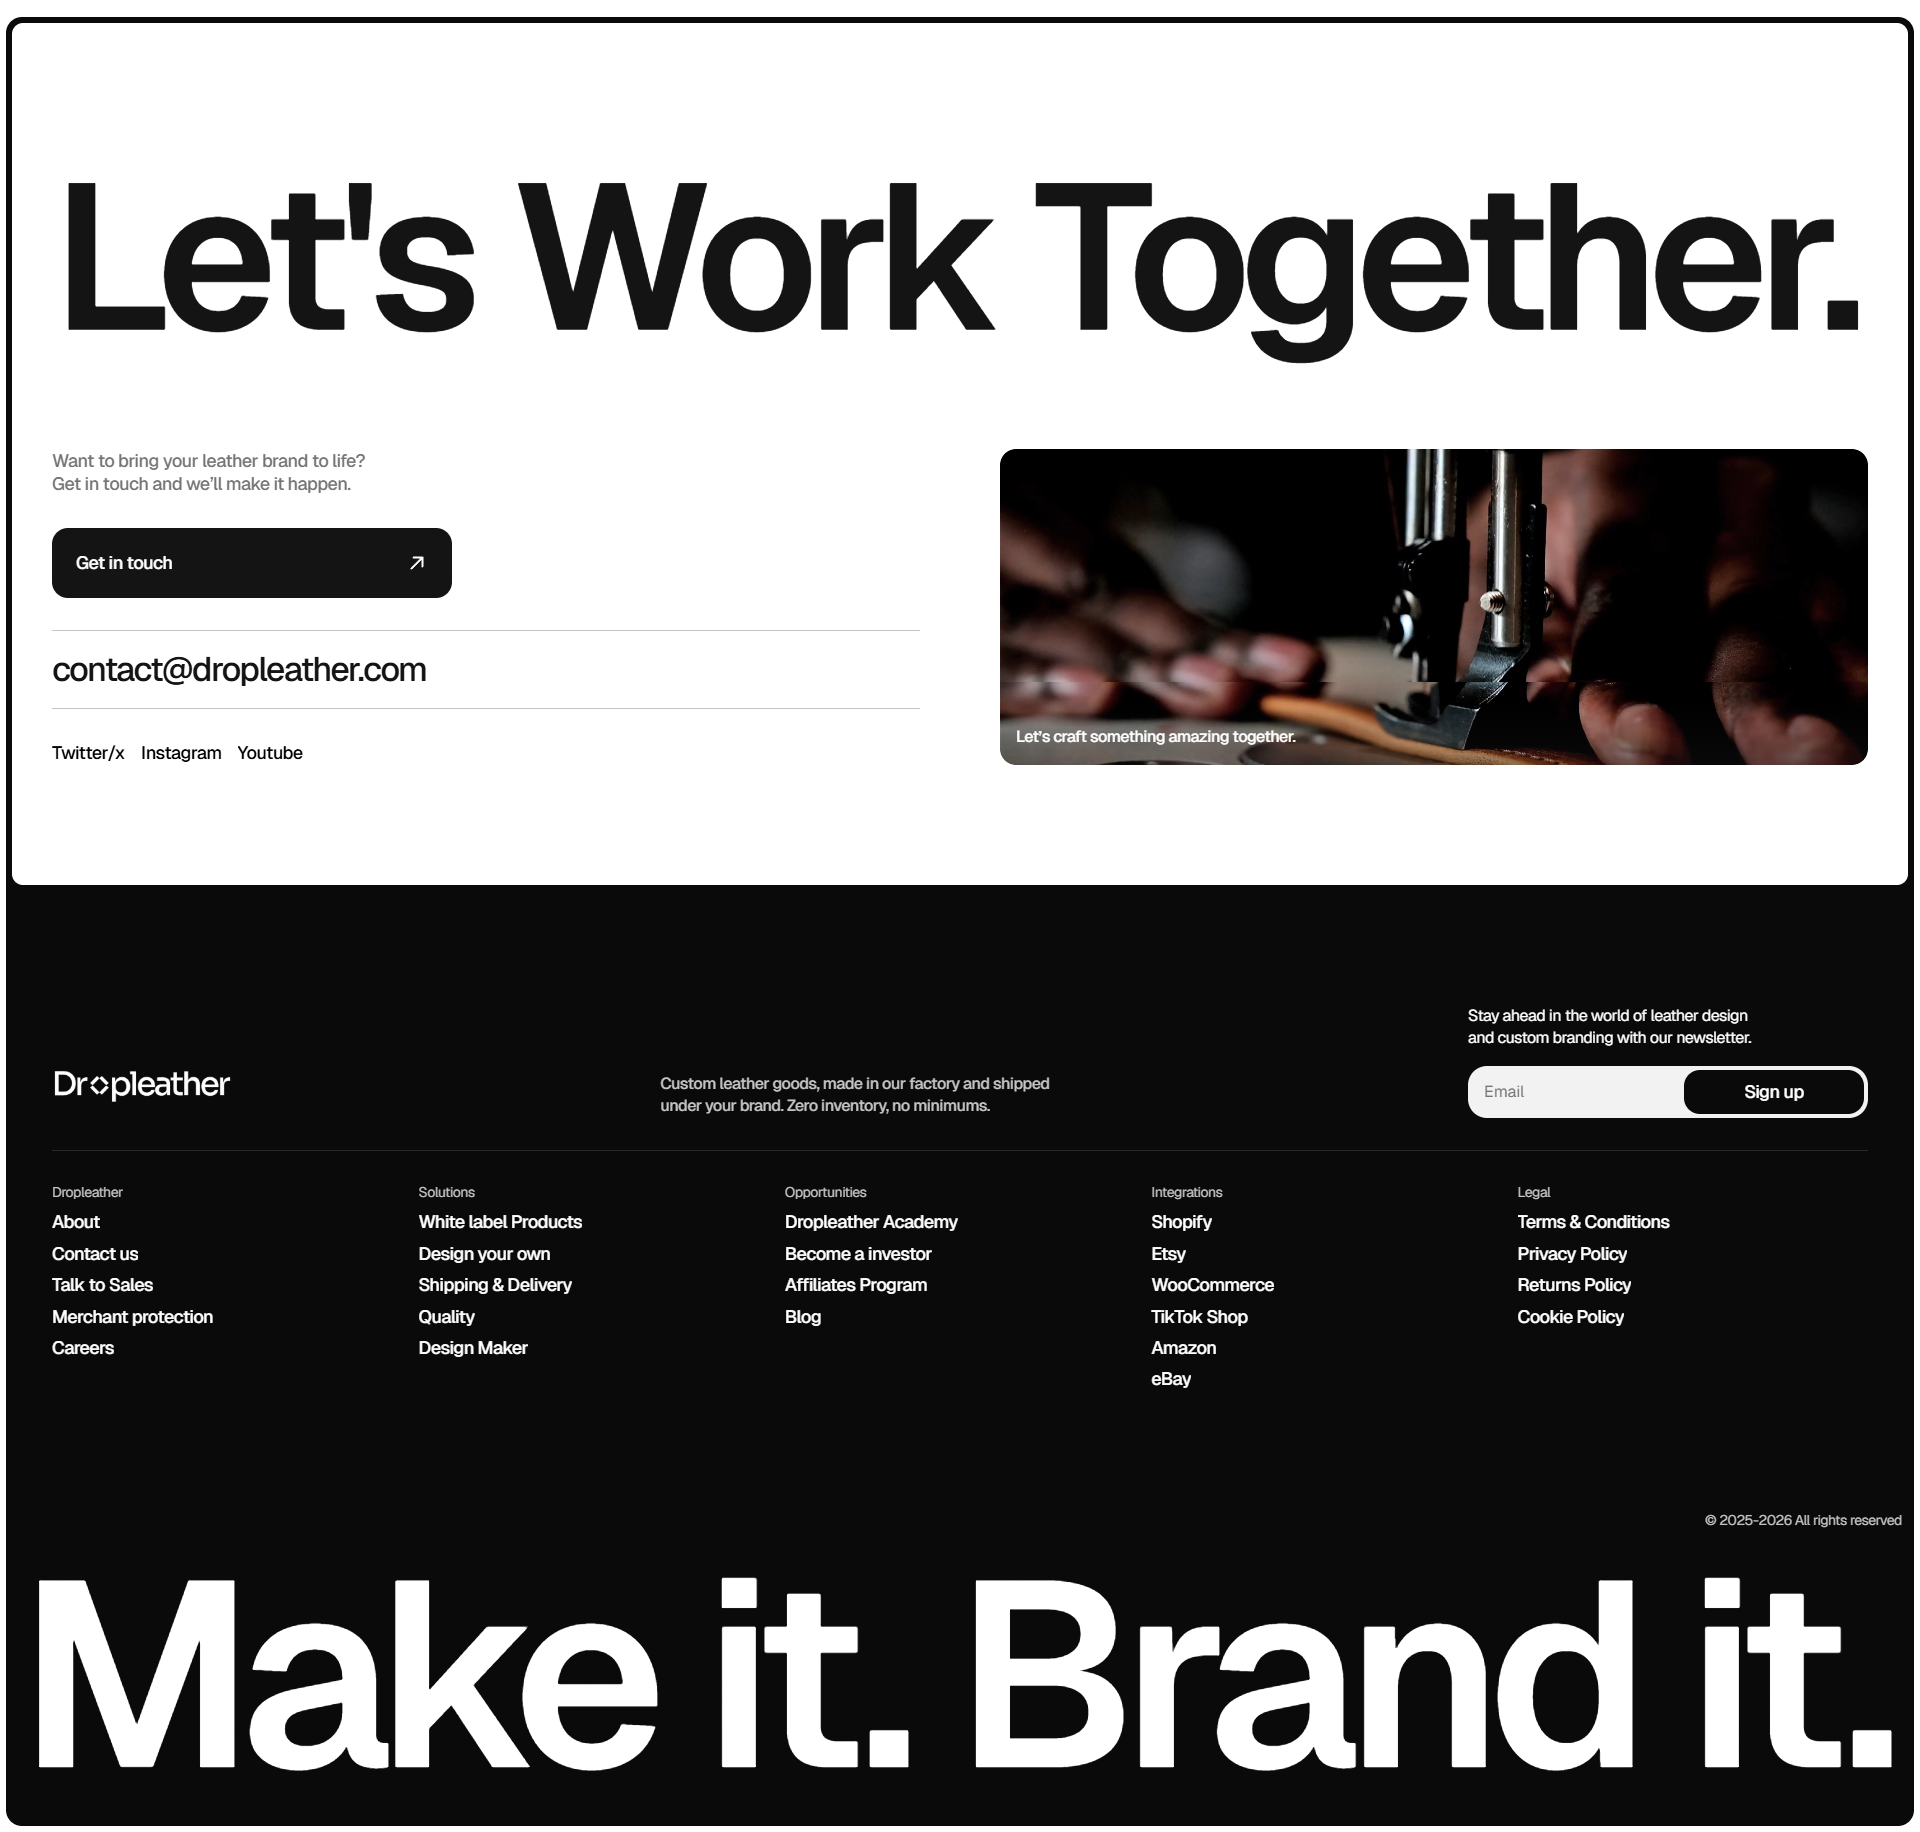 Let's Work Together.
Want to bring your leather brand to life?
Get in touch and we’ll make it happen.
Get in touch
contact@dropleather.com
Twitter/x Instagram Youtube
Let’s craft something amazing together.
Stay ahead in the world of leather design
and custom branding with our newsletter.
Dropleather
Custom leather goods, made in our factory and shipped
under your brand. Zero inventory, no minimums.
Email
Sign up
Dropleather
About
Contact us
Talk to Sales
Merchant protection
Careers
Solutions
White label Products
Design your own
Shipping & Delivery
Quality
Design Maker
Opportunities
Dropleather Academy
Become a investor
Affiliates Program
Blog
Integrations
Shopify
Etsy
WooCommerce
TikTok Shop
Amazon
eBay
Legal
Terms & Conditions
Privacy Policy
Returns Policy
Cookie Policy
© 2025-2026 All rights reserved
Make it. Brand it.